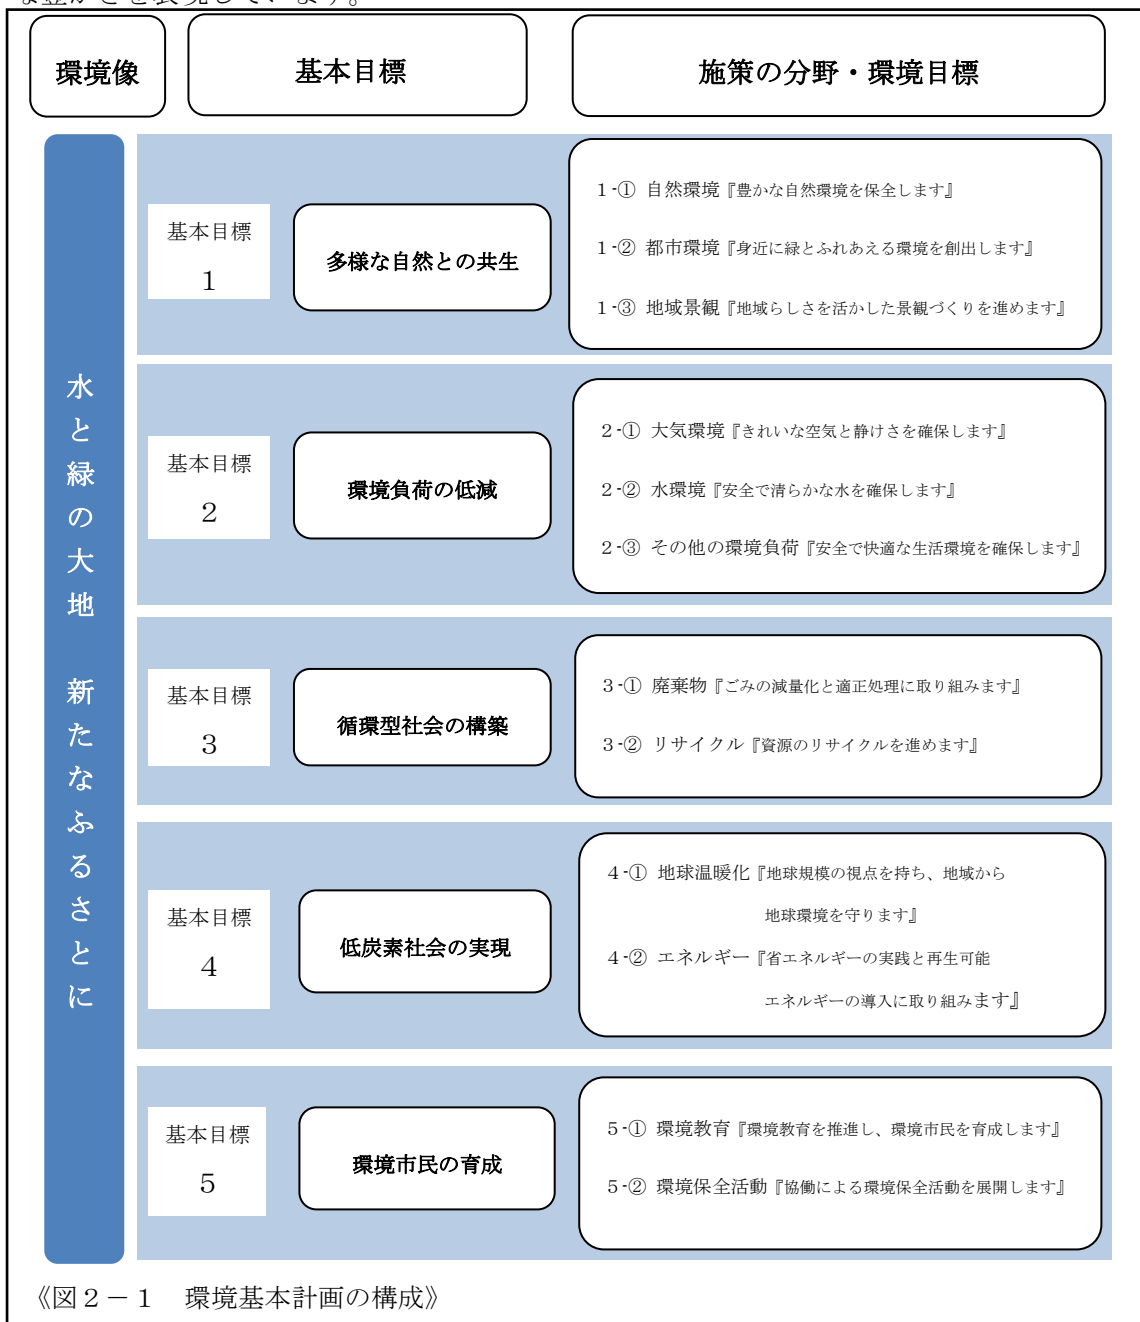 な豊かさを表現しています。
環境像
基本目標
施策の分野・環境目標
水と緑の大地　新たなふるさとに
基本目標
１
多様な自然との共生
１-① 自然環境『豊かな自然環境を保全します』
１-② 都市環境『身近に緑とふれあえる環境を創出します』
１-③ 地域景観『地域らしさを活かした景観づくりを進めます』
基本目標
２
環境負荷の低減
２-① 大気環境『きれいな空気と静けさを確保します』
２-② 水環境『安全で清らかな水を確保します』
２-③ その他の環境負荷『安全で快適な生活環境を確保します』
基本目標
３
循環型社会の構築
３-① 廃棄物『ごみの減量化と適正処理に取り組みます』
３-② リサイクル『資源のリサイクルを進めます』
基本目標
４
低炭素社会の実現
４-① 地球温暖化『地球規模の視点を持ち、地域から
地球環境を守ります』
４-② エネルギー『省エネルギーの実践と再生可能
エネルギーの導入に取り組みます』
基本目標
５
環境市民の育成
５-① 環境教育『環境教育を推進し、環境市民を育成します』
５-② 環境保全活動『協働による環境保全活動を展開します』
《図２－１　環境基本計画の構成》